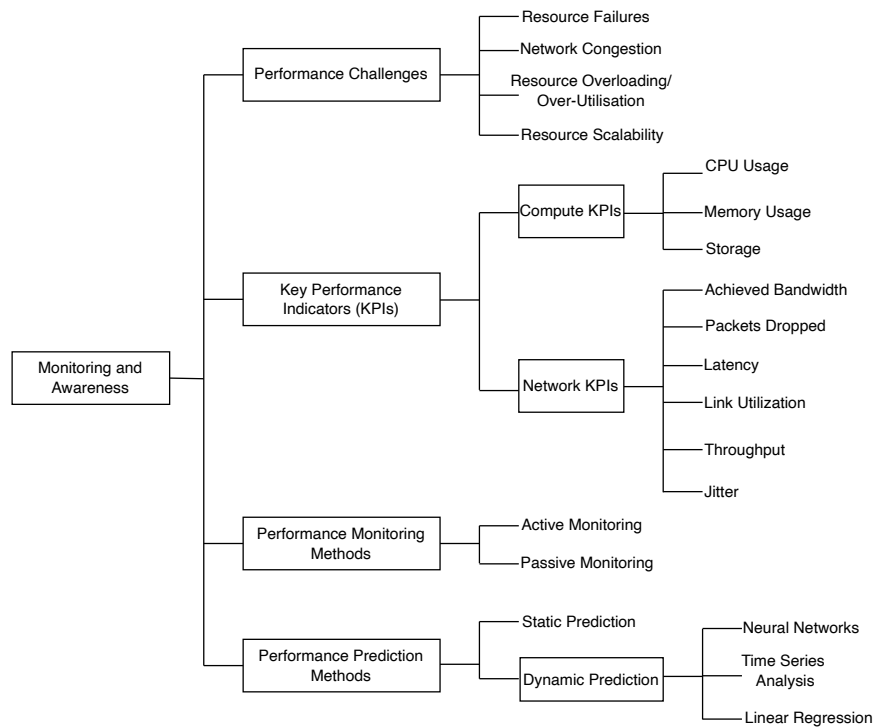 Monitoring and
Awareness
Performance Challenges
Resource Failures
Network Congestion
Resource Overloading/
Over-Utilisation
Resource Scalability
Key Performance
Indicators (KPIs)
Compute KPIs
CPU Usage
Memory Usage
Storage
Network KPIs
Achieved Bandwidth
Packets Dropped
Latency
Link Utilization
Throughput
Jitter
Performance Monitoring
Methods
Active Monitoring
Passive Monitoring
Performance Prediction
Methods
Static Prediction
Dynamic Prediction
Neural Networks
Time Series
Analysis
Linear Regression